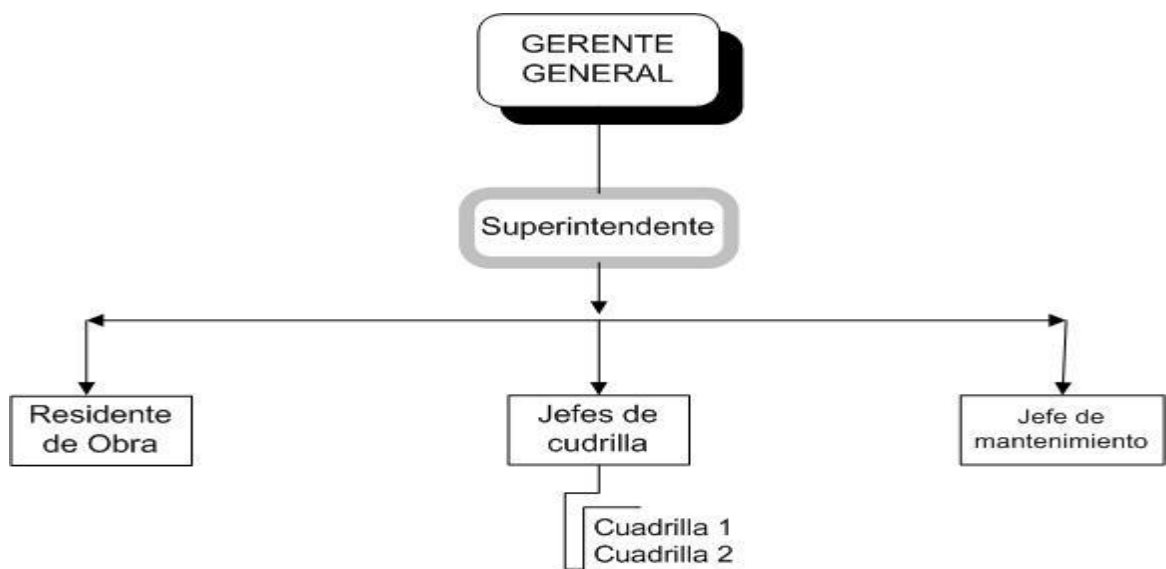 GERENTE
GENERAL
Superintendente
Residente
de Obra
Jefes de
cudrilla
Jefe de
mantenimiento
Cuadrilla 1
Cuadrilla 2